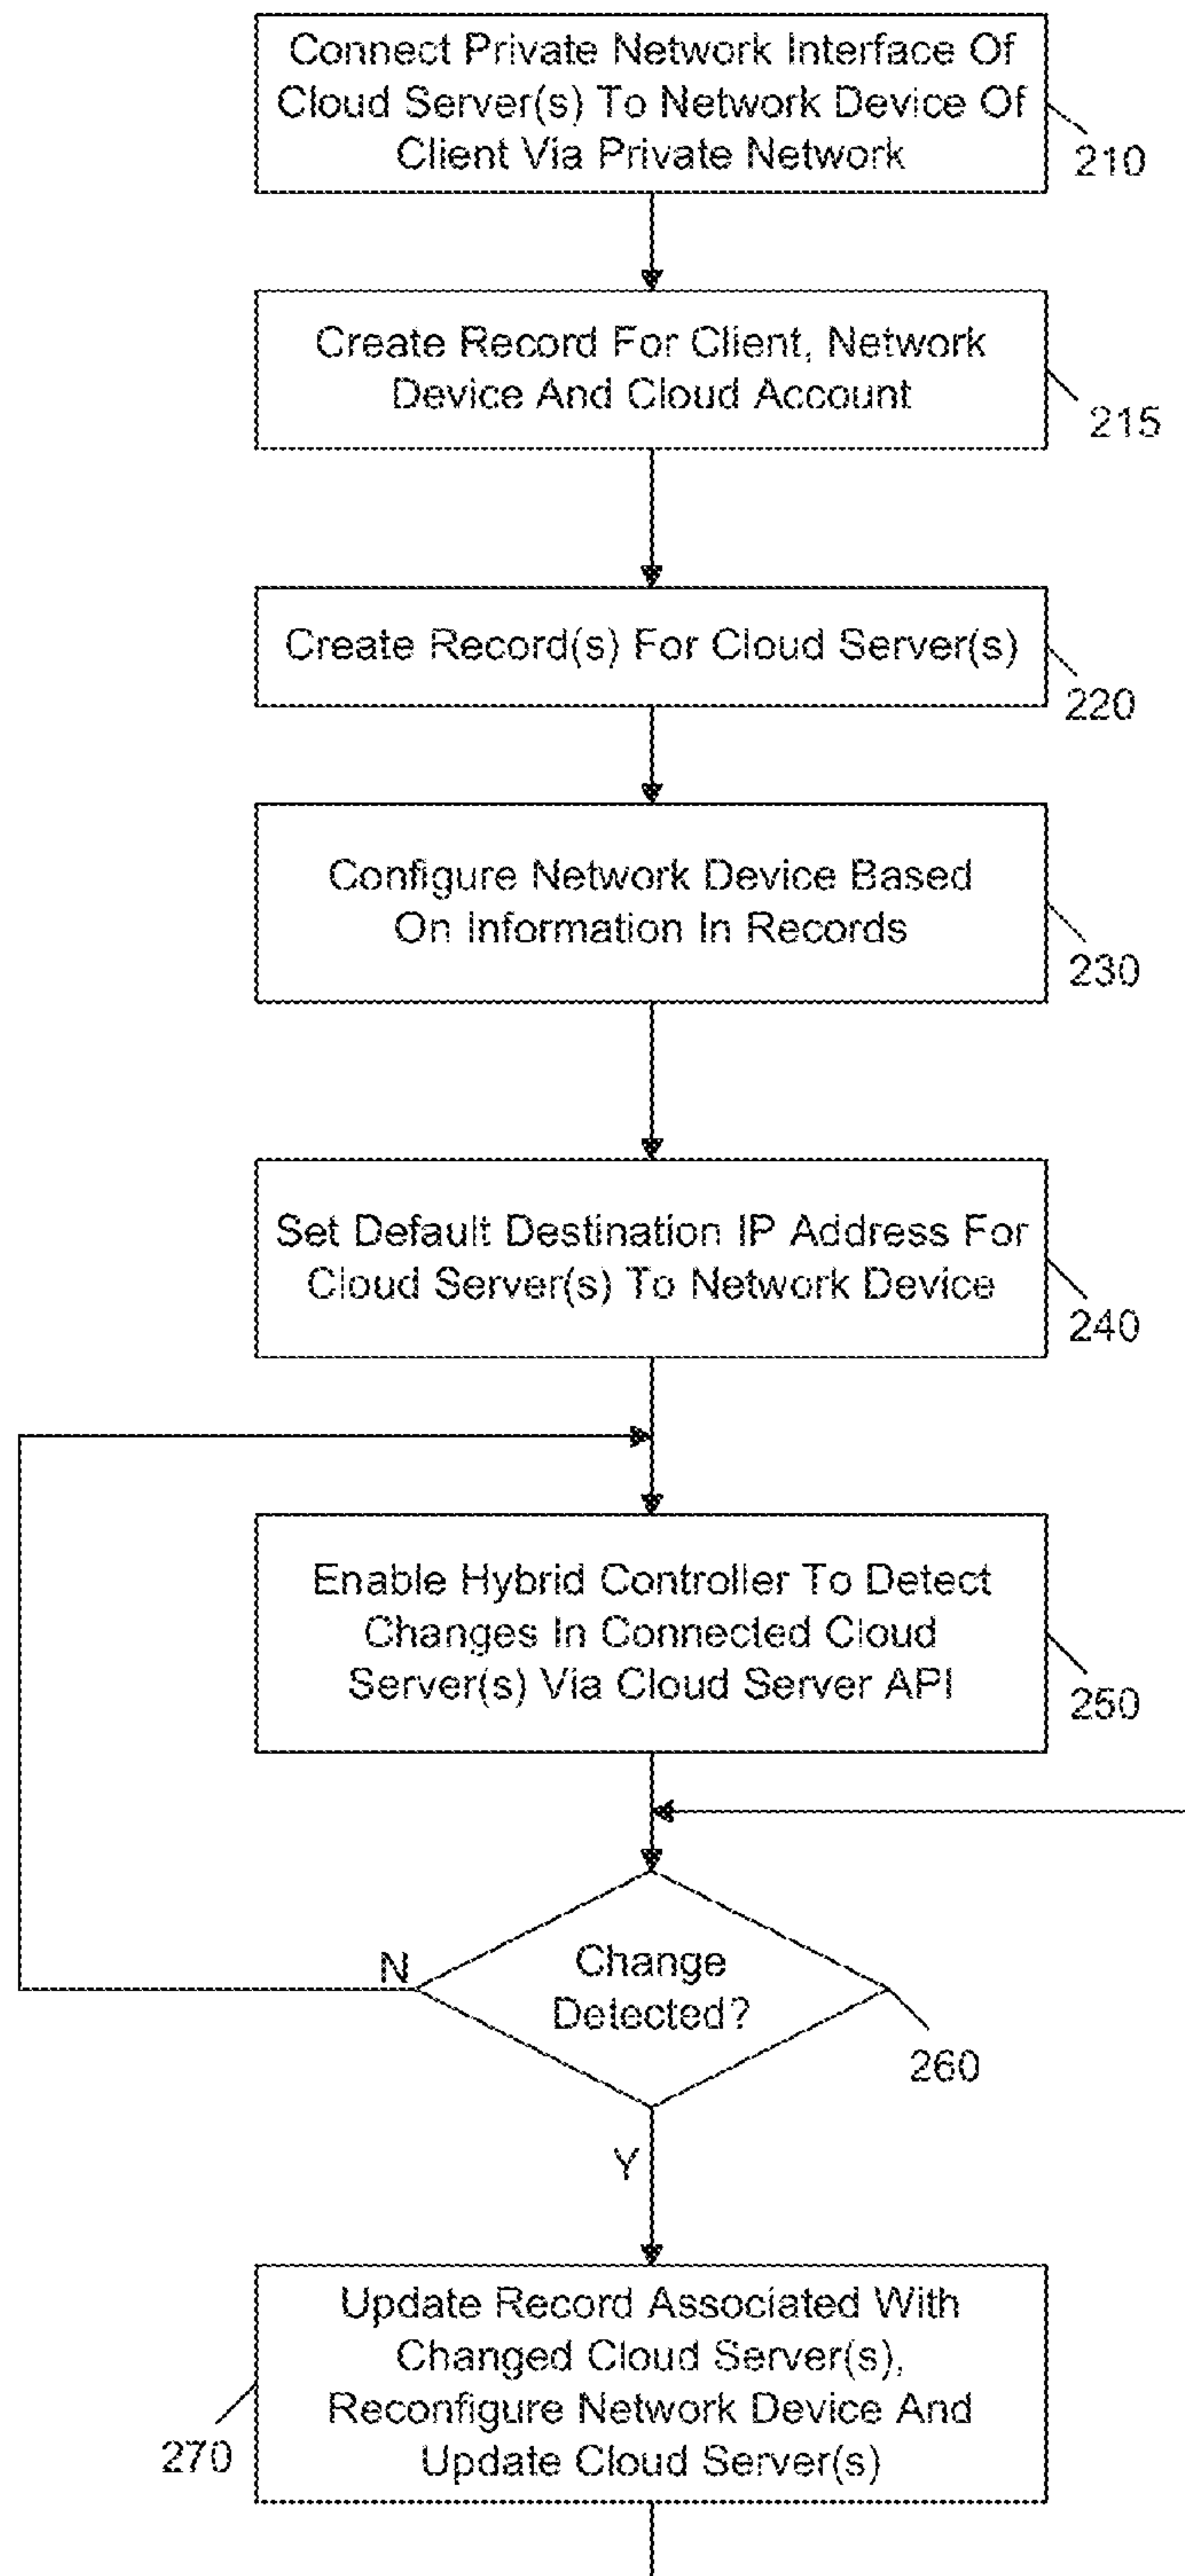 Connect Private Network Interface Of
Cloud Server(s) To Network Device Of
Client Via Private Network
210
Create Record For Client, Network
Device And Cloud Account
215
Create Record(s) For Cloud Server(s)
220
Configure Network Device Based
On Information In Records
230
Set Default Destination IP Address For
Cloud Server(s) To Network Device
240
Enable Hybrid Controller To Detect
Changes In Connected Cloud
Server(s) Via Cloud Server API
250
N
Change
Detected?
260
Y
Update Record Associated With
Changed Cloud Server(s),
Reconfigure Network Device And
Update Cloud Server(s)
270